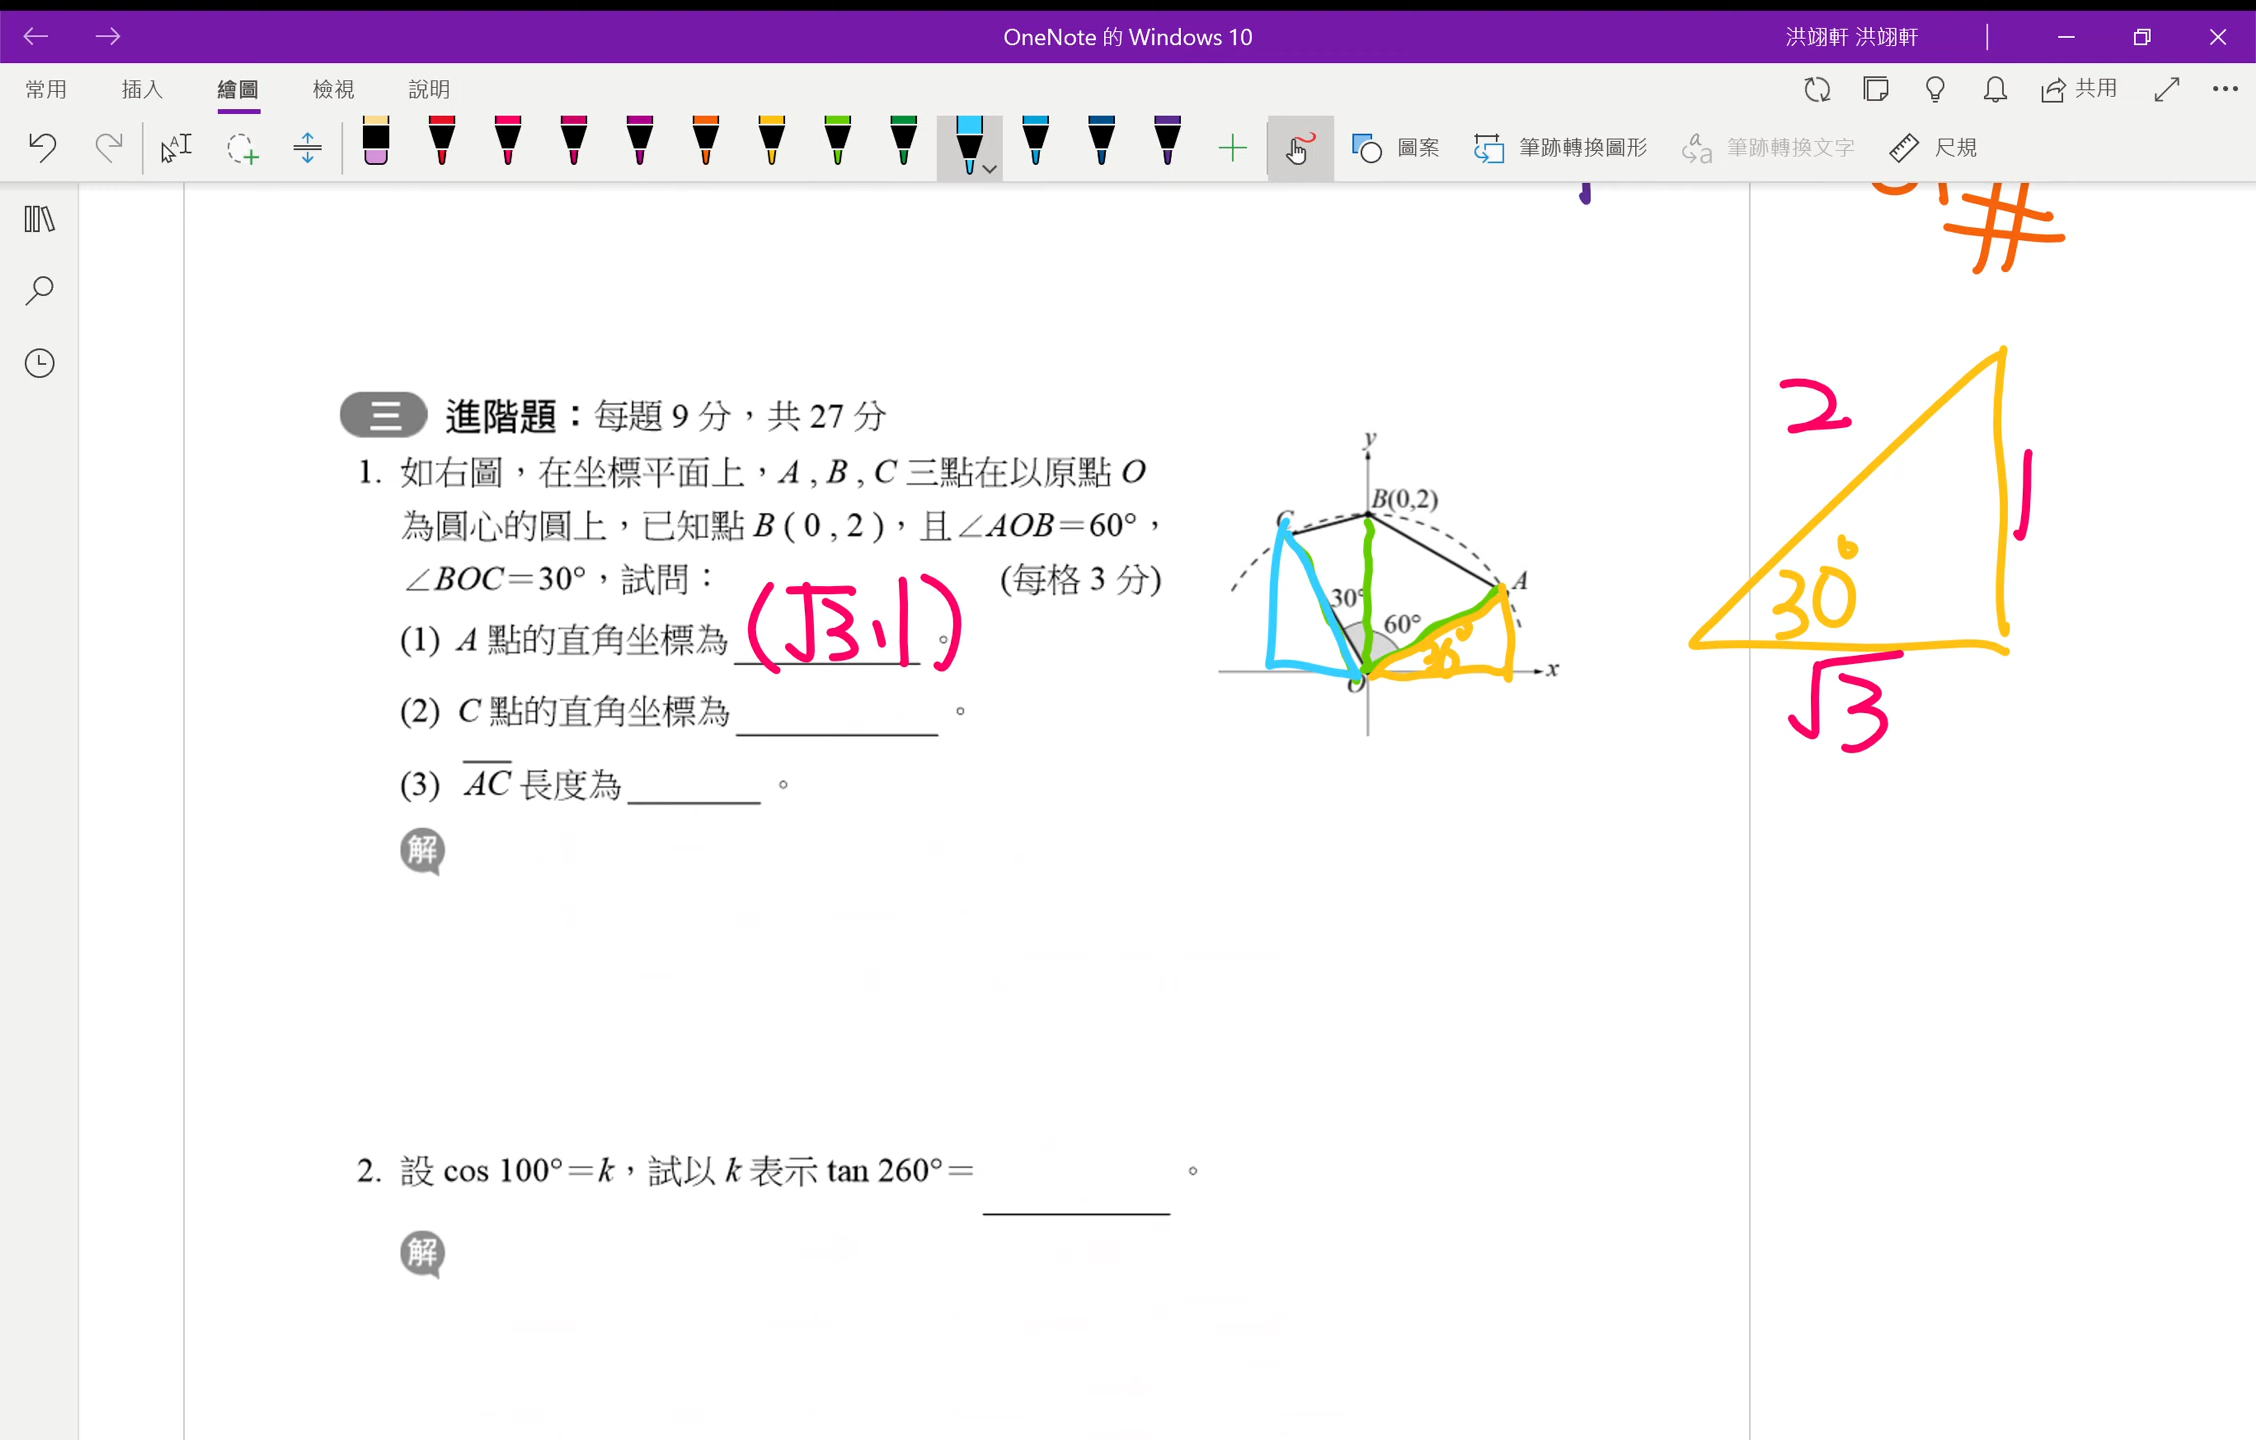 OneNote 的 Windows 10
洪翊軒 洪翊軒
常用 插入 繪圖 檢視 說明
共用
圖案 筆跡轉換圖形 筆跡轉換文字 尺規
三 進階題：每題 9 分，共 27 分
1. 如右圖，在坐標平面上，A , B , C 三點在以原點 O
為圓心的圓上，已知點 B ( 0 , 2 )，且∠AOB＝60°，
∠BOC＝30°，試問： (每格 3 分)
(1) A 點的直角坐標為 (√3,1)。
(2) C 點的直角坐標為 。
(3) AC 長度為 。
解
y
B(0,2)
C
A
30°
60°
30°
O
x
2
1
30°
√3
#
2. 設 cos 100°＝k，試以 k 表示 tan 260°＝ 。
解